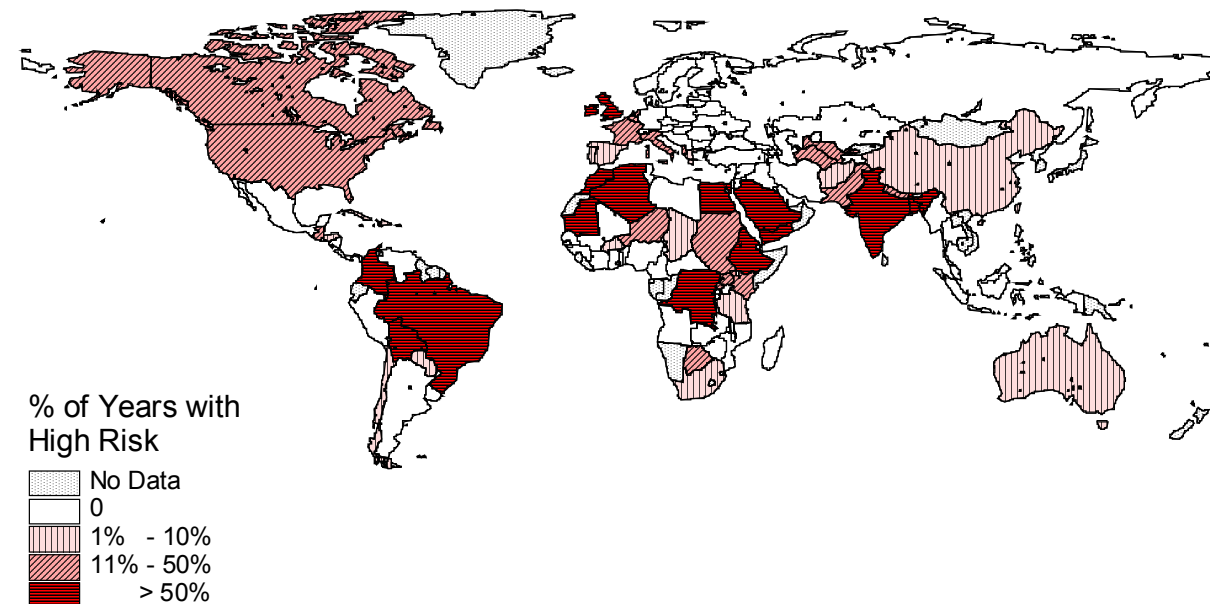 % of Years with
High Risk
No Data
0
1% - 10%
11% - 50%
> 50%